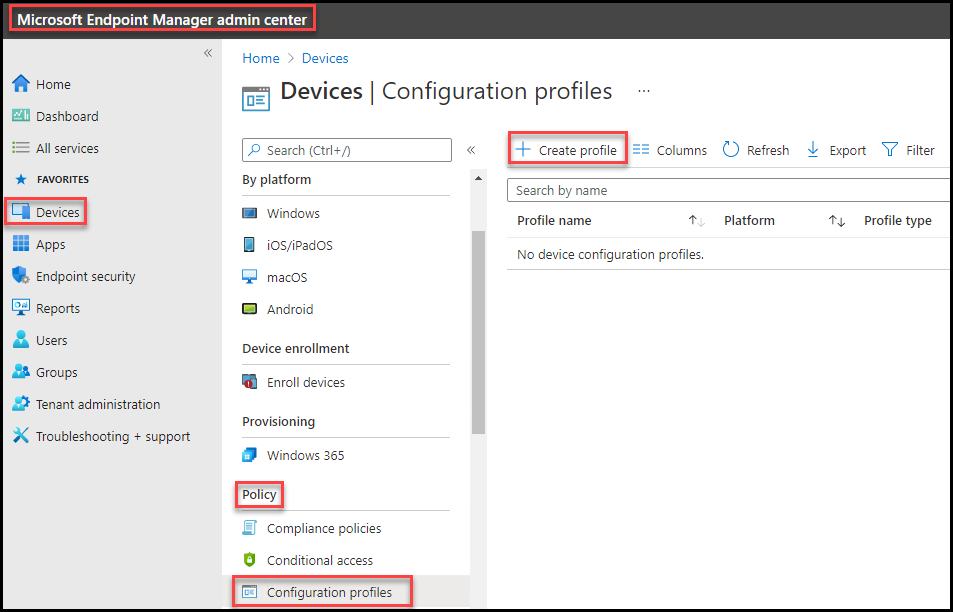 Microsoft Endpoint Manager admin center
«
Home
Dashboard
All services
FAVORITES
Devices
Apps
Endpoint security
Reports
Users
Groups
Tenant administration
Troubleshooting + support
Home > Devices
Devices | Configuration profiles ...
Search (Ctrl+/) «
By platform
Windows
iOS/iPadOS
macOS
Android
Device enrollment
Enroll devices
Provisioning
Windows 365
Policy
Compliance policies
Conditional access
Configuration profiles
Create profile Columns Refresh Export Filter
Search by name
Profile name ↑↓ Platform ↑↓ Profile type
No device configuration profiles.